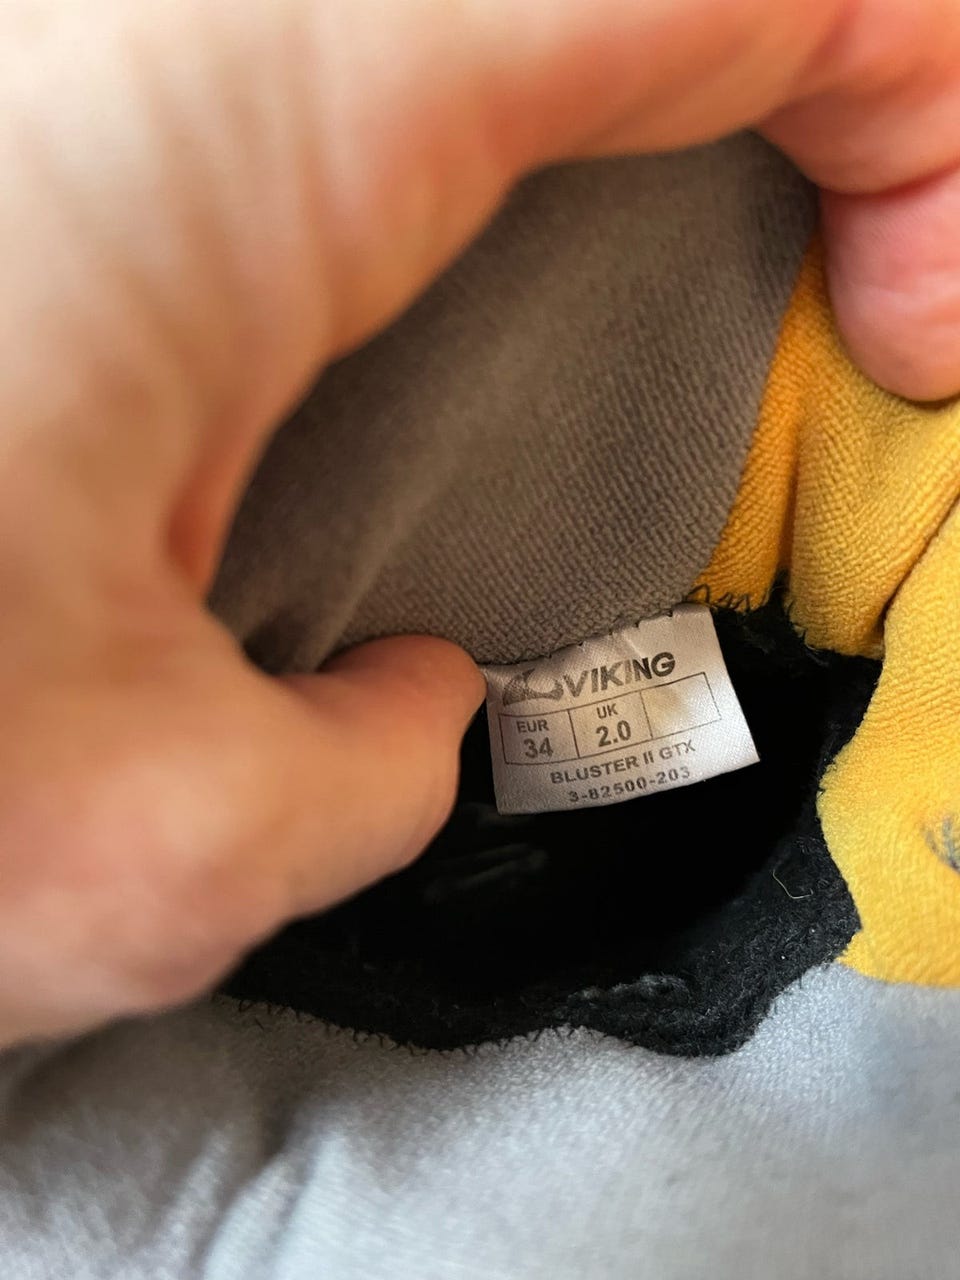 VIKING
EUR UK
34 2.0
BLUSTER II GTX
3-82500-203